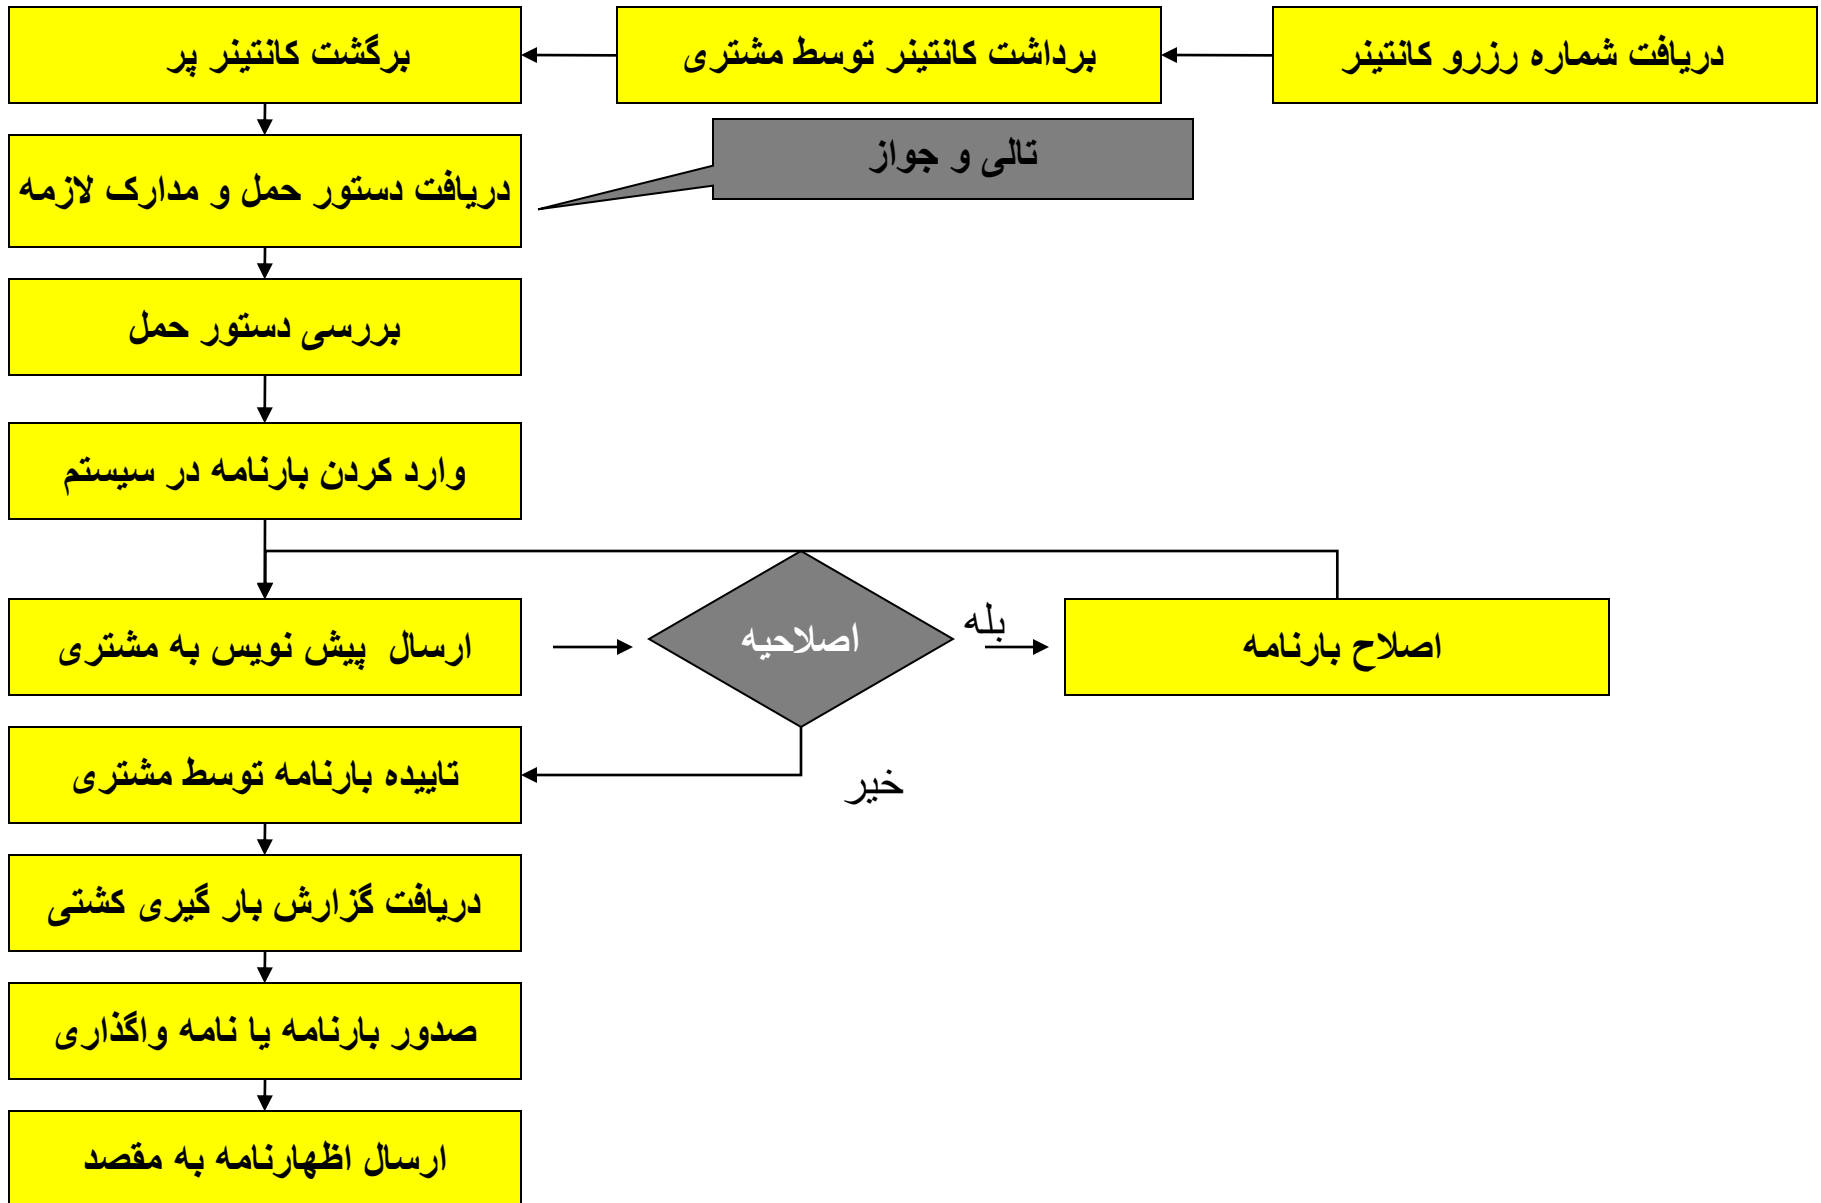 دریافت شماره رزرو کانتینر
برداشت کانتینر توسط مشتری
برگشت کانتینر پر
تالی و جواز
دریافت دستور حمل و مدارک لازمه
بررسی دستور حمل
وارد کردن بارنامه در سیستم
ارسال پیش نویس به مشتری
اصلاحیه
بله
اصلاح بارنامه
خیر
تاییده بارنامه توسط مشتری
دریافت گزارش بار گیری کشتی
صدور بارنامه یا نامه واگذاری
ارسال اظهارنامه به مقصد